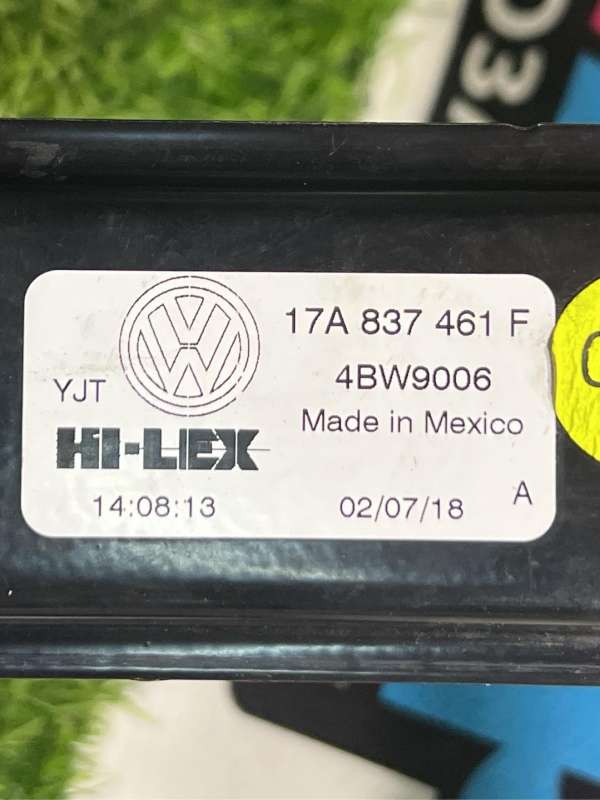 17A 837 461 F
YJT
4BW9006
HI-LEX
Made in Mexico
14:08:13
02/07/18
A